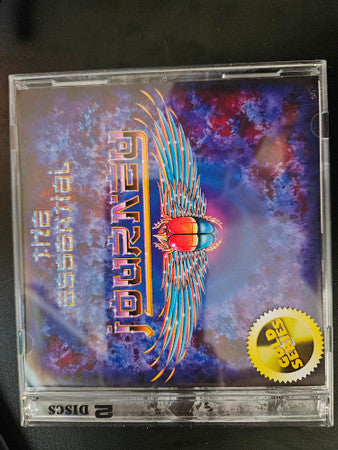 THE
ESSENTIAL
JOURNEY
GOLD
SERIES
2 DISCS